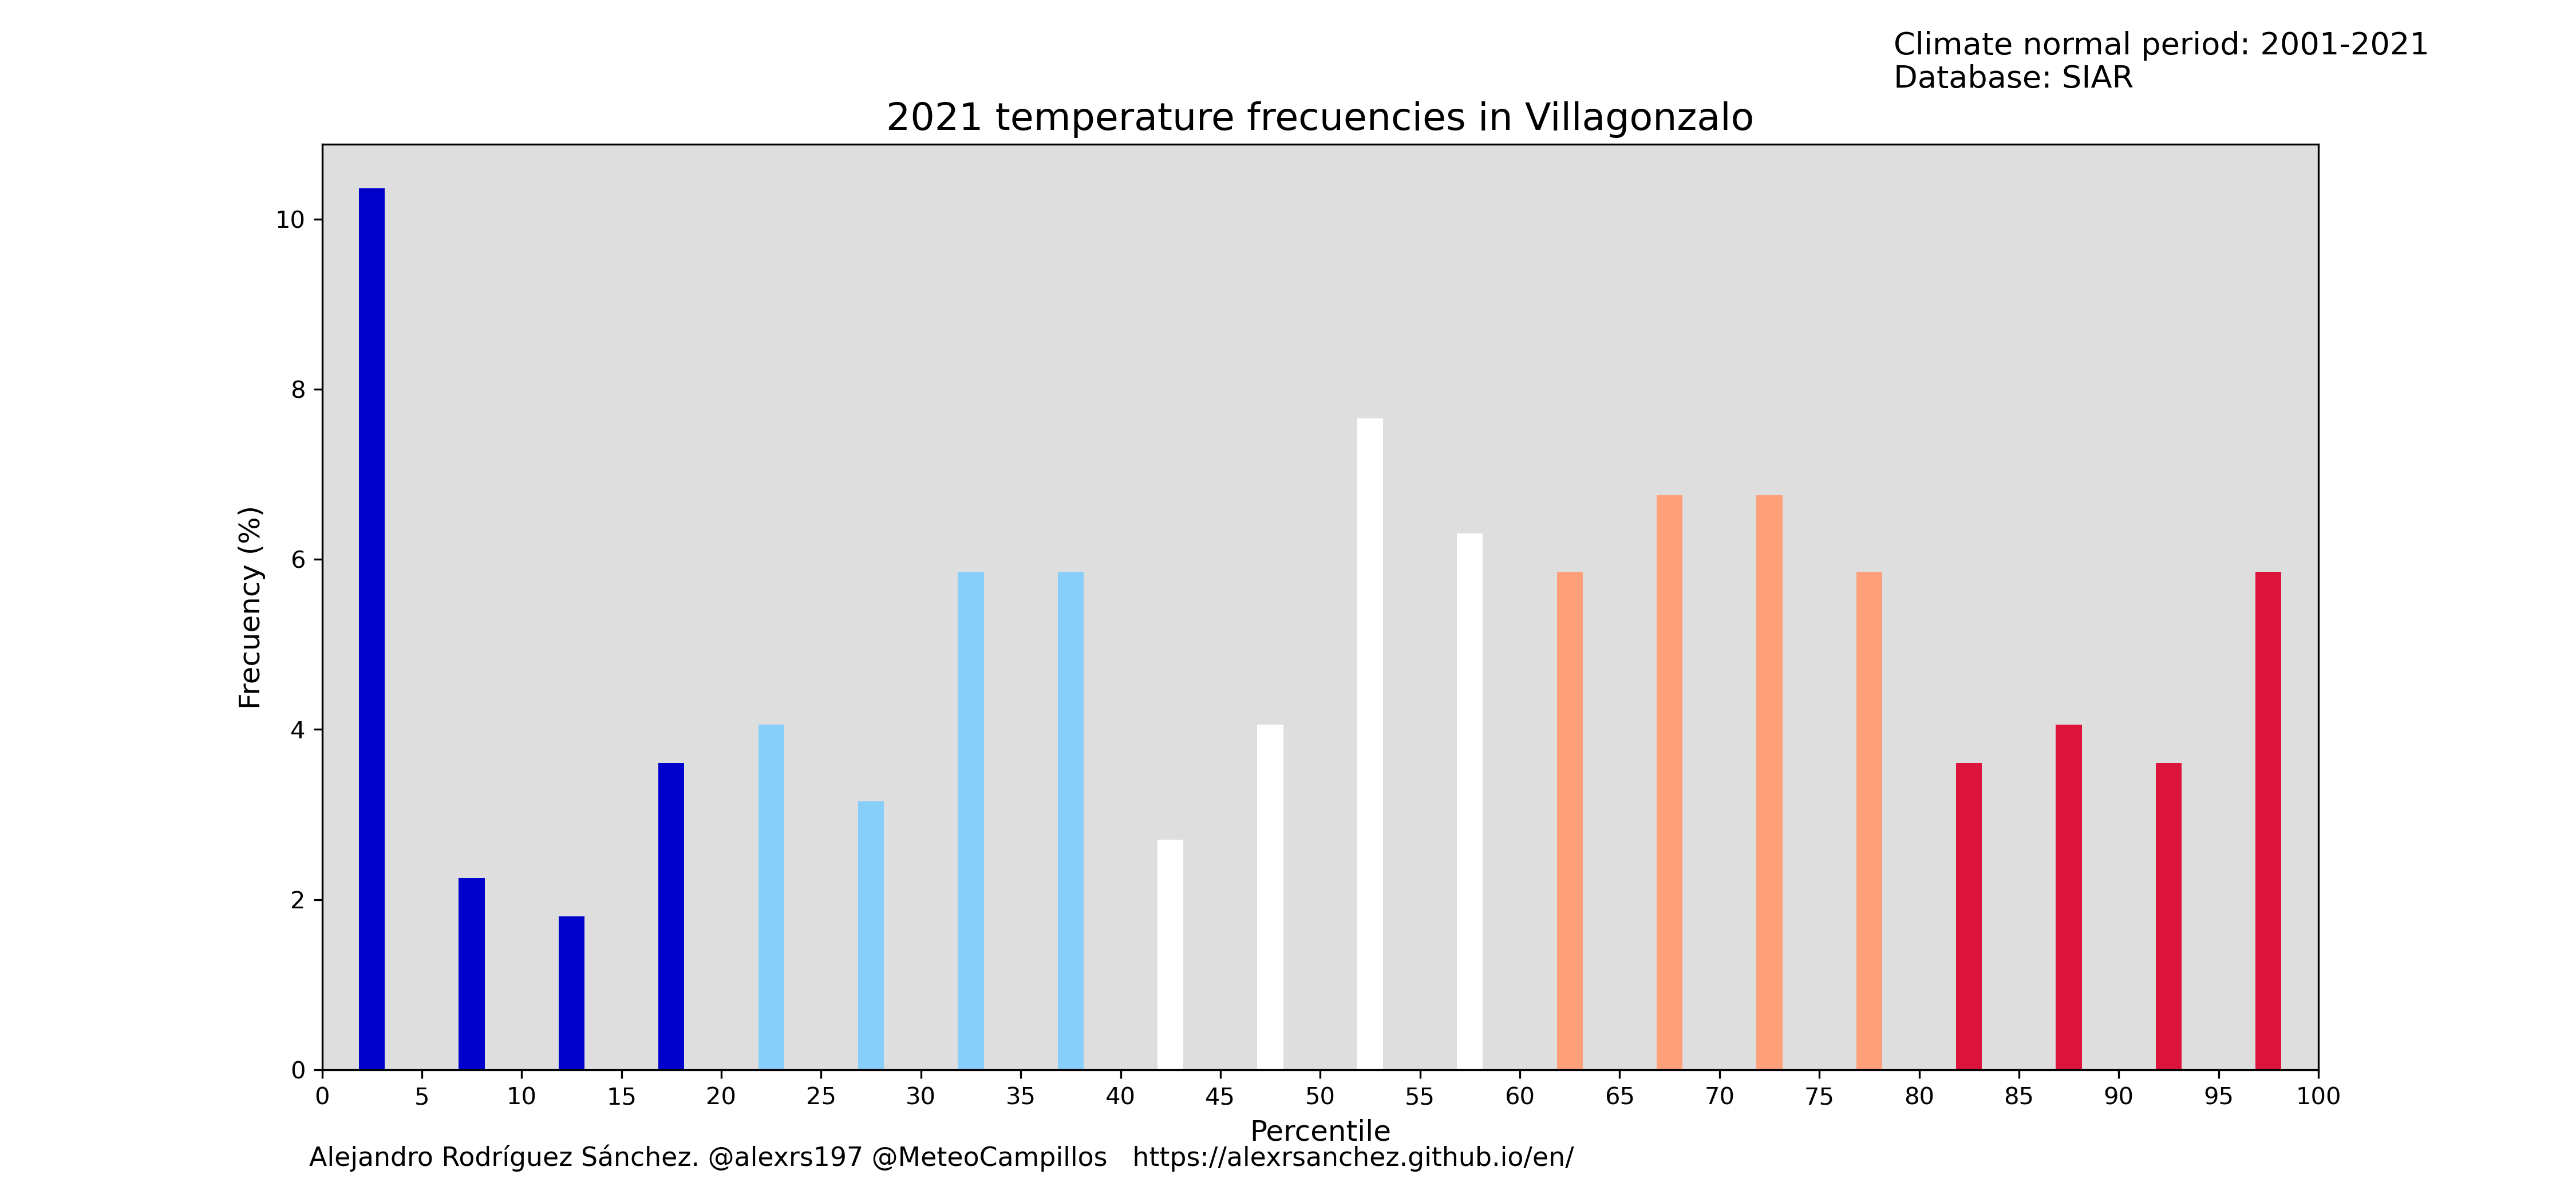 Climate normal period: 2001-2021
Database: SIAR
2021 temperature frecuencies in Villagonzalo
Frecuency (%)
10
8
6
4
2
0
0 5 10 15 20 25 30 35 40 45 50 55 60 65 70 75 80 85 90 95 100
Percentile
Alejandro Rodríguez Sánchez. @alexrs197 @MeteoCampillos https://alexrsanchez.github.io/en/